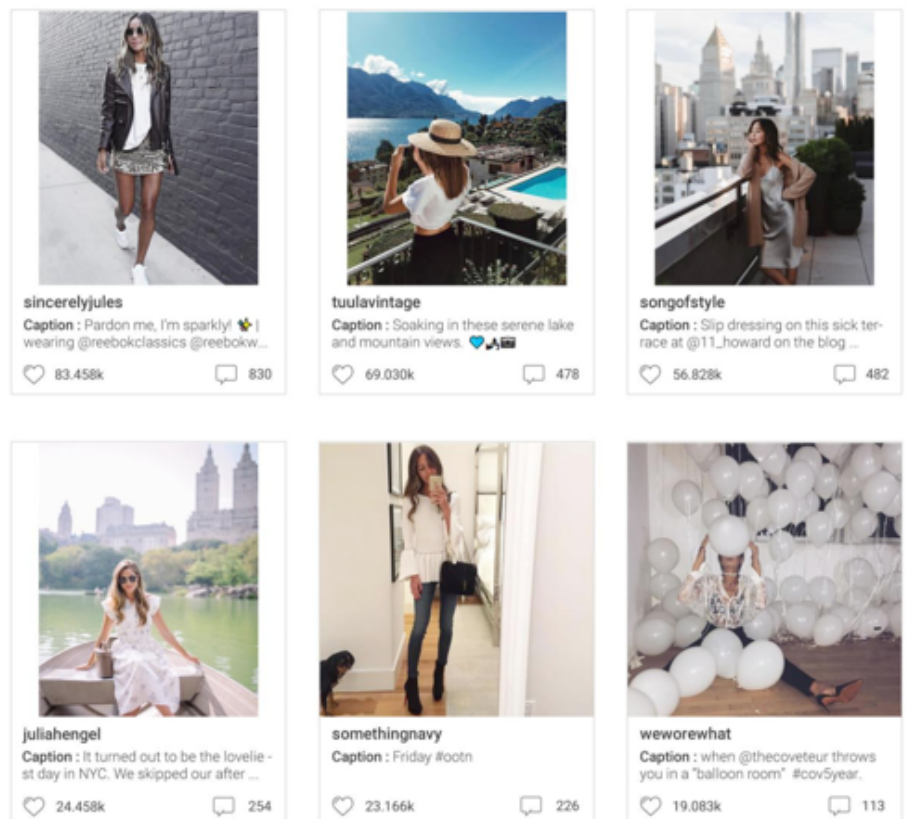 sincerelyjules
Caption : Pardon me, I'm sparkly! |
wearing @reebokclassics @reebokw...
83.458k 830
tuulavintage
Caption : Soaking in these serene lake
and mountain views.
69.030k 478
songofstyle
Caption : Slip dressing on this sick ter-
race at @11_howard on the blog ...
56.828k 482
juliahengel
Caption : It turned out to be the lovelie -
st day in NYC. We skipped our after ...
24.458k 254
somethingnavy
Caption : Friday #ootn
23.166k 226
weworewhat
Caption : when @thecoveteur throws
you in a "balloon room" #cov5year.
19.083k 113